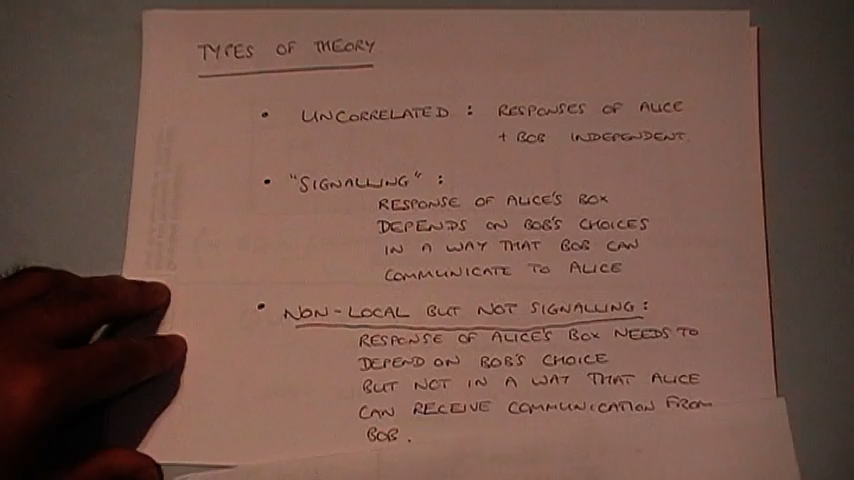 TYPES OF THEORY
• UNCORRELATED : RESPONSES OF ALICE
+ BOB INDEPENDENT.
• "SIGNALLING" :
RESPONSE OF ALICE'S BOX
DEPENDS ON BOB'S CHOICES
IN A WAY THAT BOB CAN
COMMUNICATE TO ALICE
• NON-LOCAL BUT NOT SIGNALLING :
RESPONSE OF ALICE'S BOX NEEDS TO
DEPEND ON BOB'S CHOICE
BUT NOT IN A WAY THAT ALICE
CAN RECEIVE COMMUNICATION FROM
BOB.